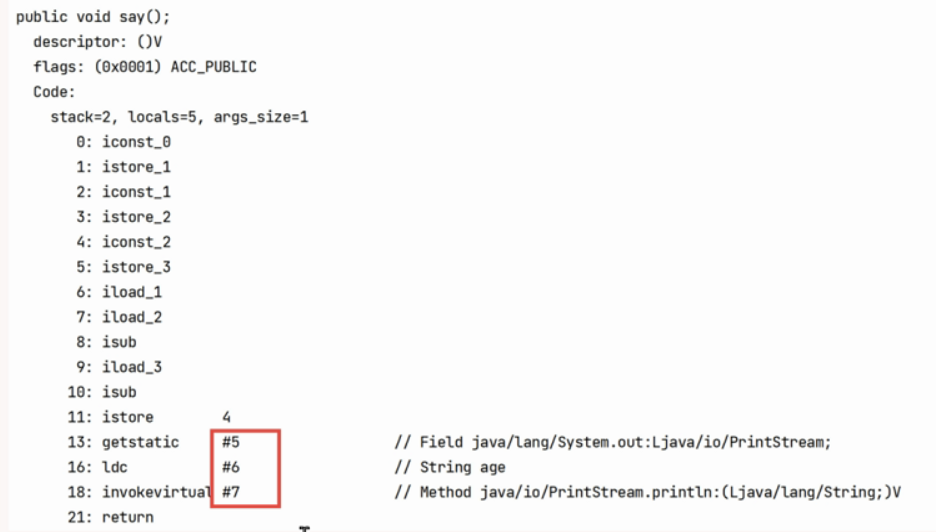 public void say();
descriptor: ()V
flags: (0x0001) ACC_PUBLIC
Code:
stack=2, locals=5, args_size=1
0: iconst_0
1: istore_1
2: iconst_1
3: istore_2
4: iconst_2
5: istore_3
6: iload_1
7: iload_2
8: isub
9: iload_3
10: isub
11: istore 4
13: getstatic #5 // Field java/lang/System.out:Ljava/io/PrintStream;
16: ldc #6 // String age
18: invokevirtual #7 // Method java/io/PrintStream.println:(Ljava/lang/String;)V
21: return